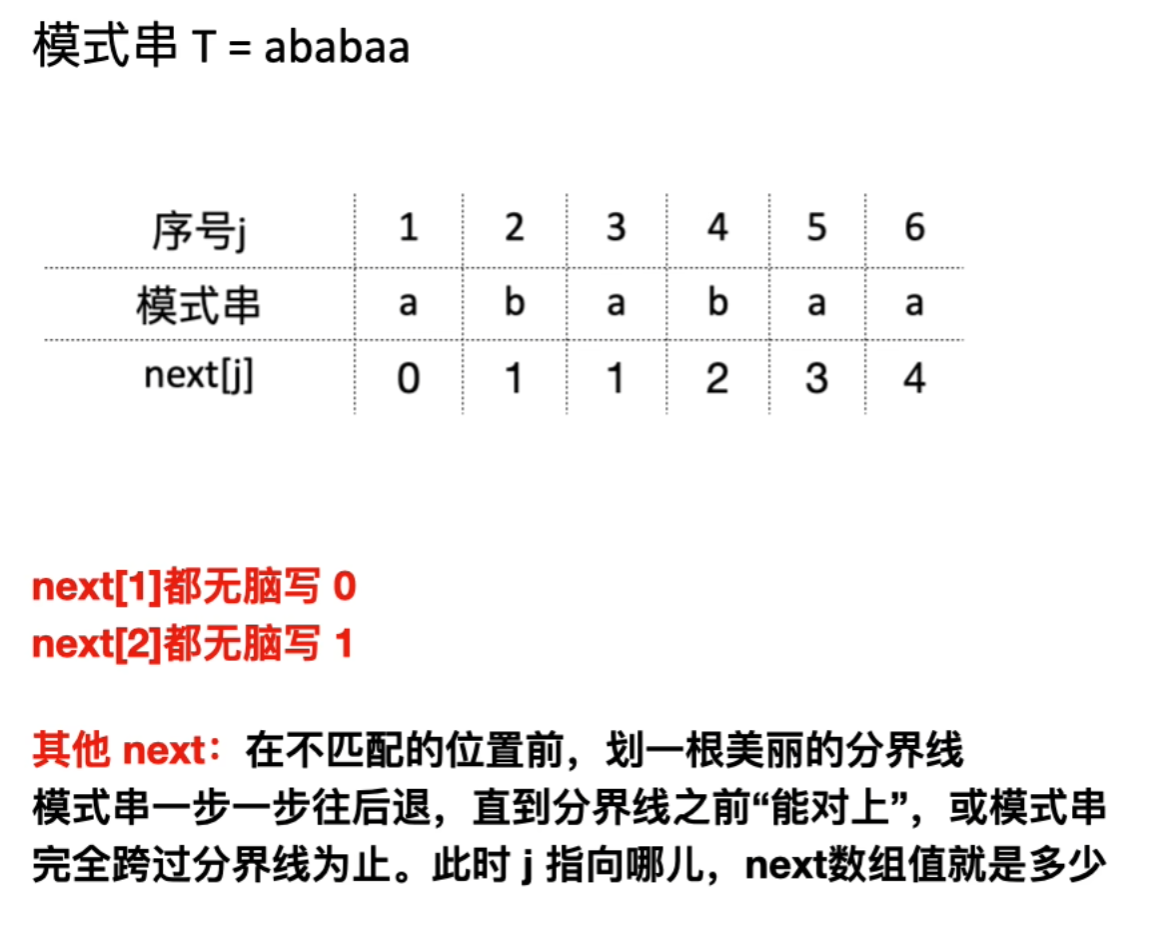 模式串 T = ababaa
序号j 1 2 3 4 5 6
模式串 a b a b a a
next[j] 0 1 1 2 3 4
next[1]都无脑写 0
next[2]都无脑写 1
其他 next：在不匹配的位置前，划一根美丽的分界线
模式串一步一步往后退，直到分界线之前“能对上”，或模式串
完全跨过分界线为止。此时 j 指向哪儿，next数组值就是多少